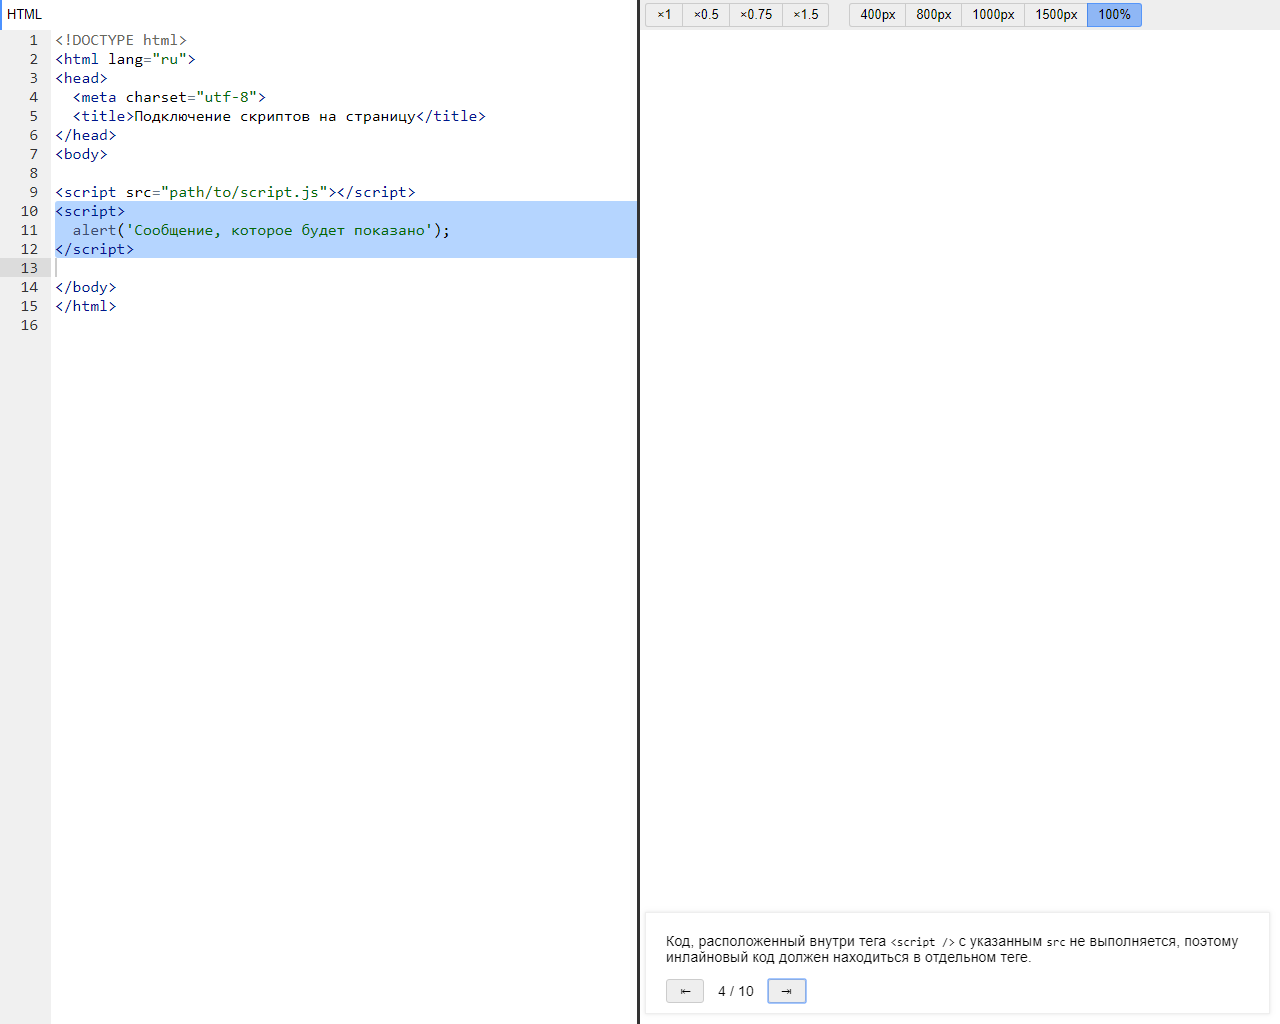 HTML
×1 ×0.5 ×0.75 ×1.5 400px 800px 1000px 1500px 100%
1 <!DOCTYPE html>
2 <html lang="ru">
3 <head>
4   <meta charset="utf-8">
5   <title>Подключение скриптов на страницу</title>
6 </head>
7 <body>
8
9 <script src="path/to/script.js"></script>
10 <script>
11   alert('Сообщение, которое будет показано');
12 </script>
13
14 </body>
15 </html>
16
Код, расположенный внутри тега <script /> с указанным src не выполняется, поэтому
инлайновый код должен находиться в отдельном теге.
⇤ 4 / 10 ⇥